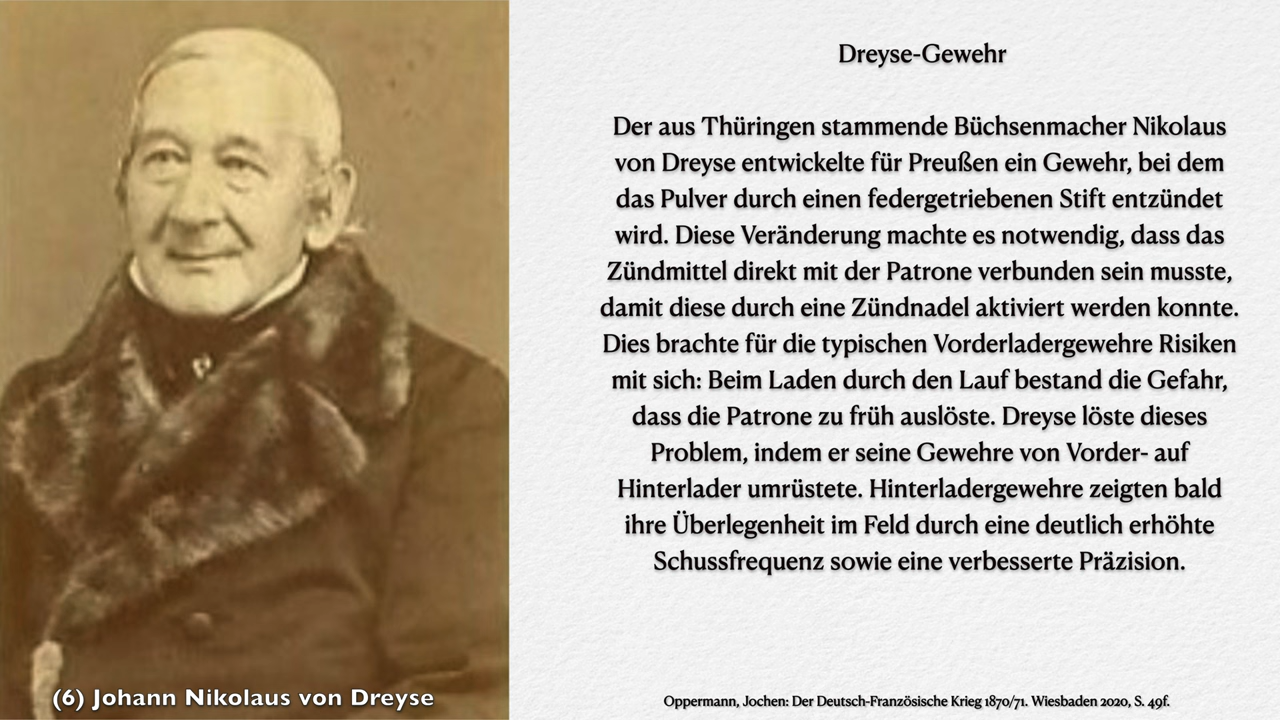 Dreyse-Gewehr
Der aus Thüringen stammende Büchsenmacher Nikolaus
von Dreyse entwickelte für Preußen ein Gewehr, bei dem
das Pulver durch einen federgetriebenen Stift entzündet
wird. Diese Veränderung machte es notwendig, dass das
Zündmittel direkt mit der Patrone verbunden sein musste,
damit diese durch eine Zündnadel aktiviert werden konnte.
Dies brachte für die typischen Vorderladergewehre Risiken
mit sich: Beim Laden durch den Lauf bestand die Gefahr,
dass die Patrone zu früh auslöste. Dreyse löste dieses
Problem, indem er seine Gewehre von Vorder- auf
Hinterlader umrüstete. Hinterladergewehre zeigten bald
ihre Überlegenheit im Feld durch eine deutlich erhöhte
Schussfrequenz sowie eine verbesserte Präzision.
(6) Johann Nikolaus von Dreyse
Oppermann, Jochen: Der Deutsch-Französische Krieg 1870/71. Wiesbaden 2020, S. 49f.